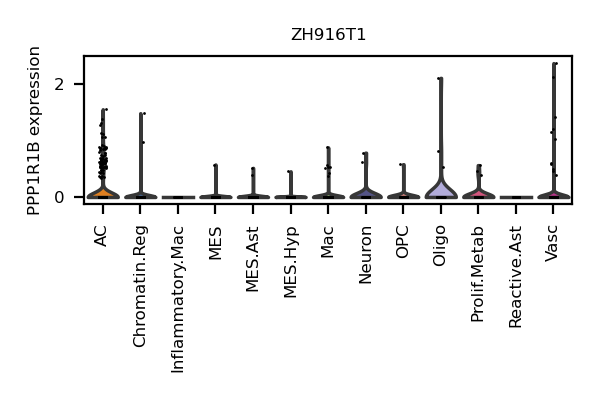 ZH916T1
PPP1R1B expression
2
0
AC
Chromatin.Reg
Inflammatory.Mac
MES
MES.Ast
MES.Hyp
Mac
Neuron
OPC
Oligo
Prolif.Metab
Reactive.Ast
Vasc